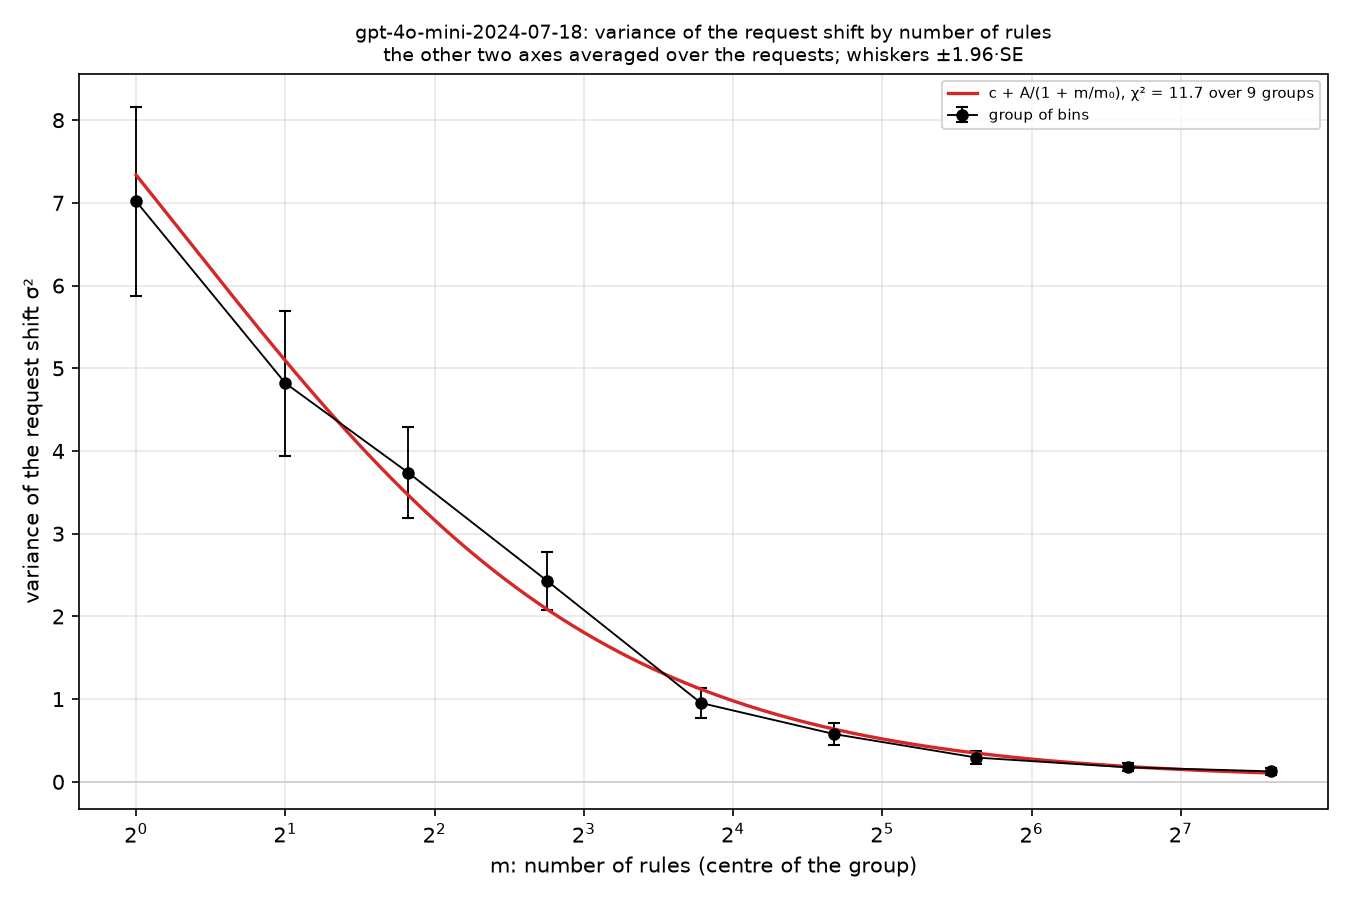 gpt-4o-mini-2024-07-18: variance of the request shift by number of rules
the other two axes averaged over the requests; whiskers ±1.96·SE
c + A/(1 + m/m₀), χ² = 11.7 over 9 groups
group of bins
variance of the request shift σ²
8
7
6
5
4
3
2
1
0
2⁰
2¹
2²
2³
2⁴
2⁵
2⁶
2⁷
m: number of rules (centre of the group)